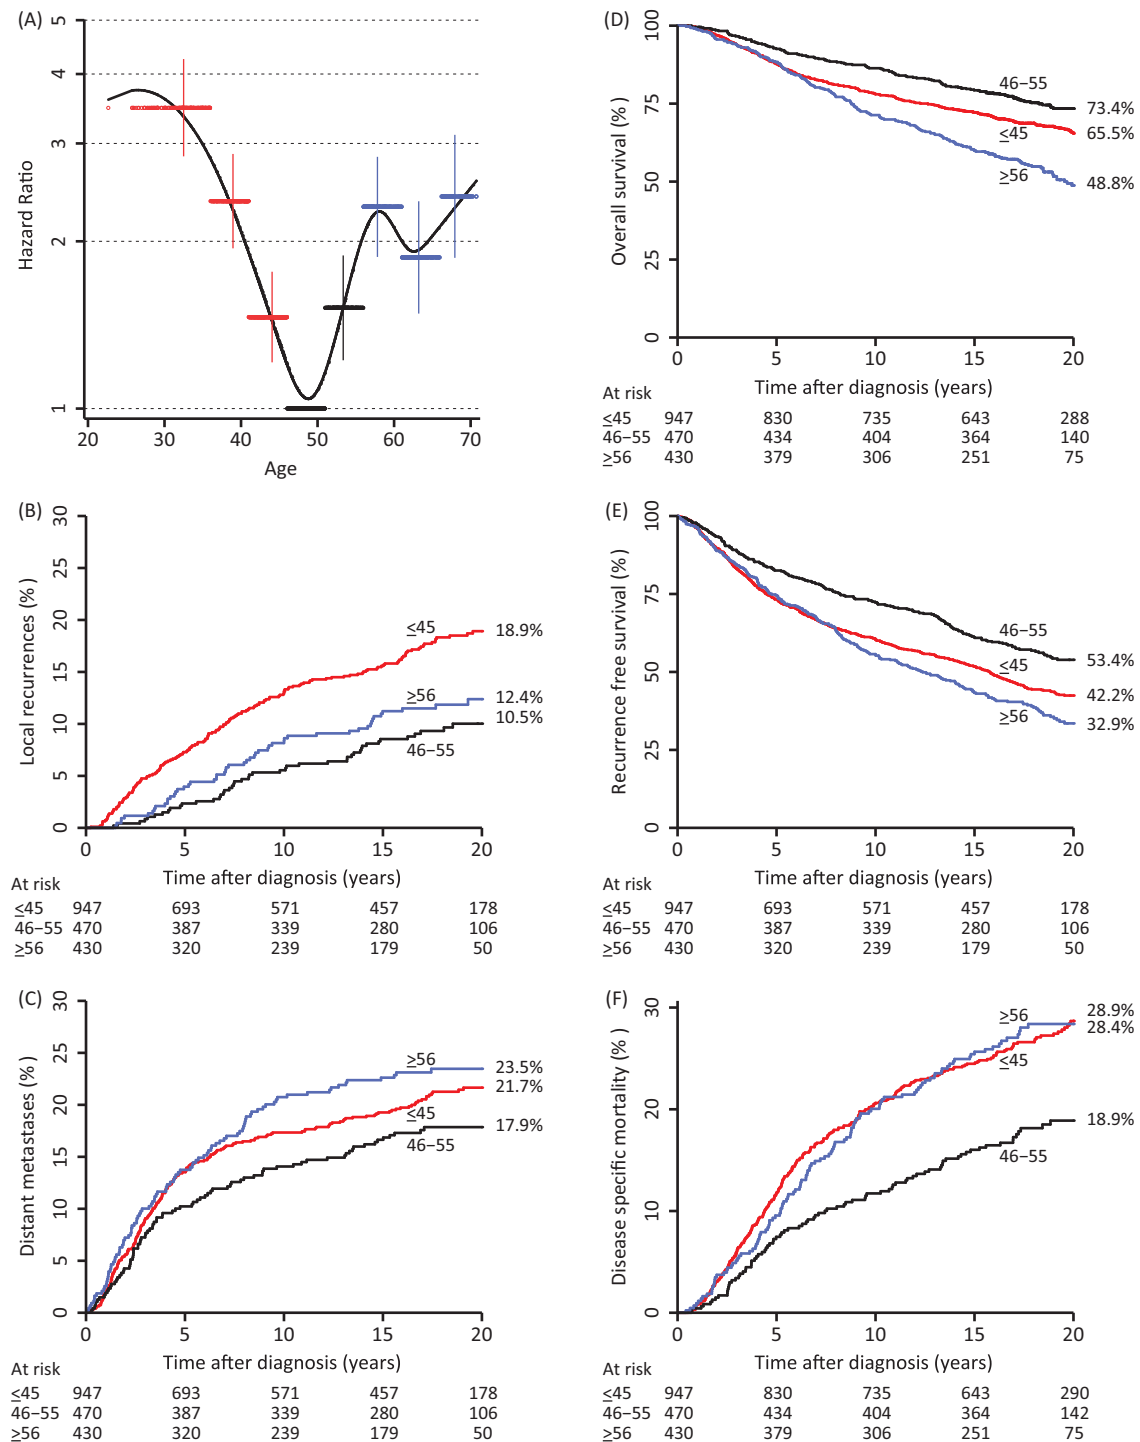 (A)
5
4
3
2
1
Hazard Ratio
20 30 40 50 60 70
Age
(B)
30
25
20
15
10
5
0
Local recurrences (%)
≤45
18.9%
≥56
12.4%
10.5%
46–55
0 5 10 15 20
Time after diagnosis (years)
At risk
≤45 947 693 571 457 178
46–55 470 387 339 280 106
≥56 430 320 239 179 50
(C)
30
25
20
15
10
5
0
Distant metastases (%)
≥56
23.5%
21.7%
≤45
17.9%
46–55
0 5 10 15 20
Time after diagnosis (years)
At risk
≤45 947 693 571 457 178
46–55 470 387 339 280 106
≥56 430 320 239 179 50
(D)
100
75
50
25
0
Overall survival (%)
46–55
73.4%
≤45
65.5%
≥56
48.8%
0 5 10 15 20
Time after diagnosis (years)
At risk
≤45 947 830 735 643 288
46–55 470 434 404 364 140
≥56 430 379 306 251 75
(E)
100
75
50
25
0
Recurrence free survival (%)
46–55
53.4%
≤45
42.2%
≥56
32.9%
0 5 10 15 20
Time after diagnosis (years)
At risk
≤45 947 693 571 457 178
46–55 470 387 339 280 106
≥56 430 320 239 179 50
(F)
30
20
10
0
Disease specific mortality (%)
≥56
28.9%
28.4%
≤45
18.9%
46–55
0 5 10 15 20
Time after diagnosis (years)
At risk
≤45 947 830 735 643 290
46–55 470 434 404 364 142
≥56 430 379 306 251 75